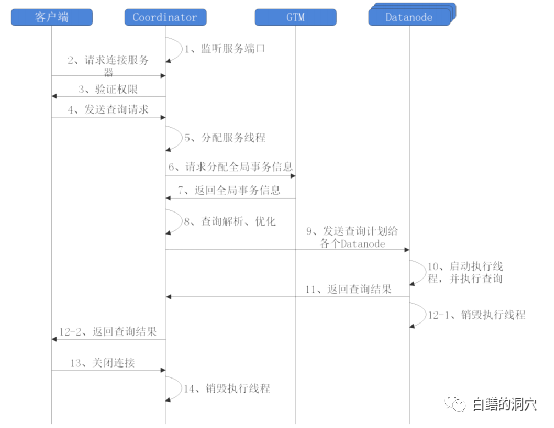 客户端
Coordinator
GTM
Datanode
1、监听服务端口
2、请求连接服务
器
3、验证权限
4、发送查询请求
5、分配服务线程
6、请求分配全局事务信息
7、返回全局事务信息
8、查询解析、优化
9、发送查询计划给
各个Datanode
10、启动执行线
程，并执行查询
11、返回查询结果
12-1、销毁执行线程
12-2、返回查询结果
13、关闭连接
14、销毁执行线程
白鳝的洞穴